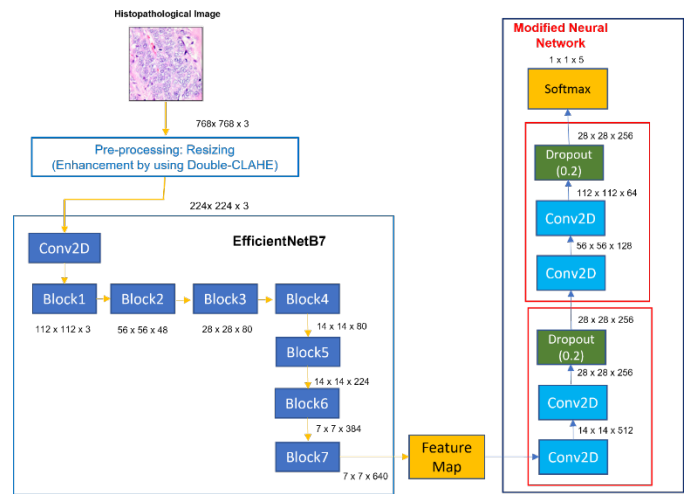 Histopathological Image
768x 768 x 3
Pre-processing: Resizing
(Enhancement by using Double-CLAHE)
224x 224 x 3
EfficientNetB7
Conv2D
Block1
Block2
Block3
Block4
112 x 112 x 3
56 x 56 x 48
28 x 28 x 80
14 x 14 x 80
Block5
14 x 14 x 224
Block6
7 x 7 x 384
Block7
7 x 7 x 640
Feature
Map
Modified Neural
Network
1 x 1 x 5
Softmax
28 x 28 x 256
Dropout
(0.2)
112 x 112 x 64
Conv2D
56 x 56 x 128
Conv2D
28 x 28 x 256
Dropout
(0.2)
28 x 28 x 256
Conv2D
14 x 14 x 512
Conv2D